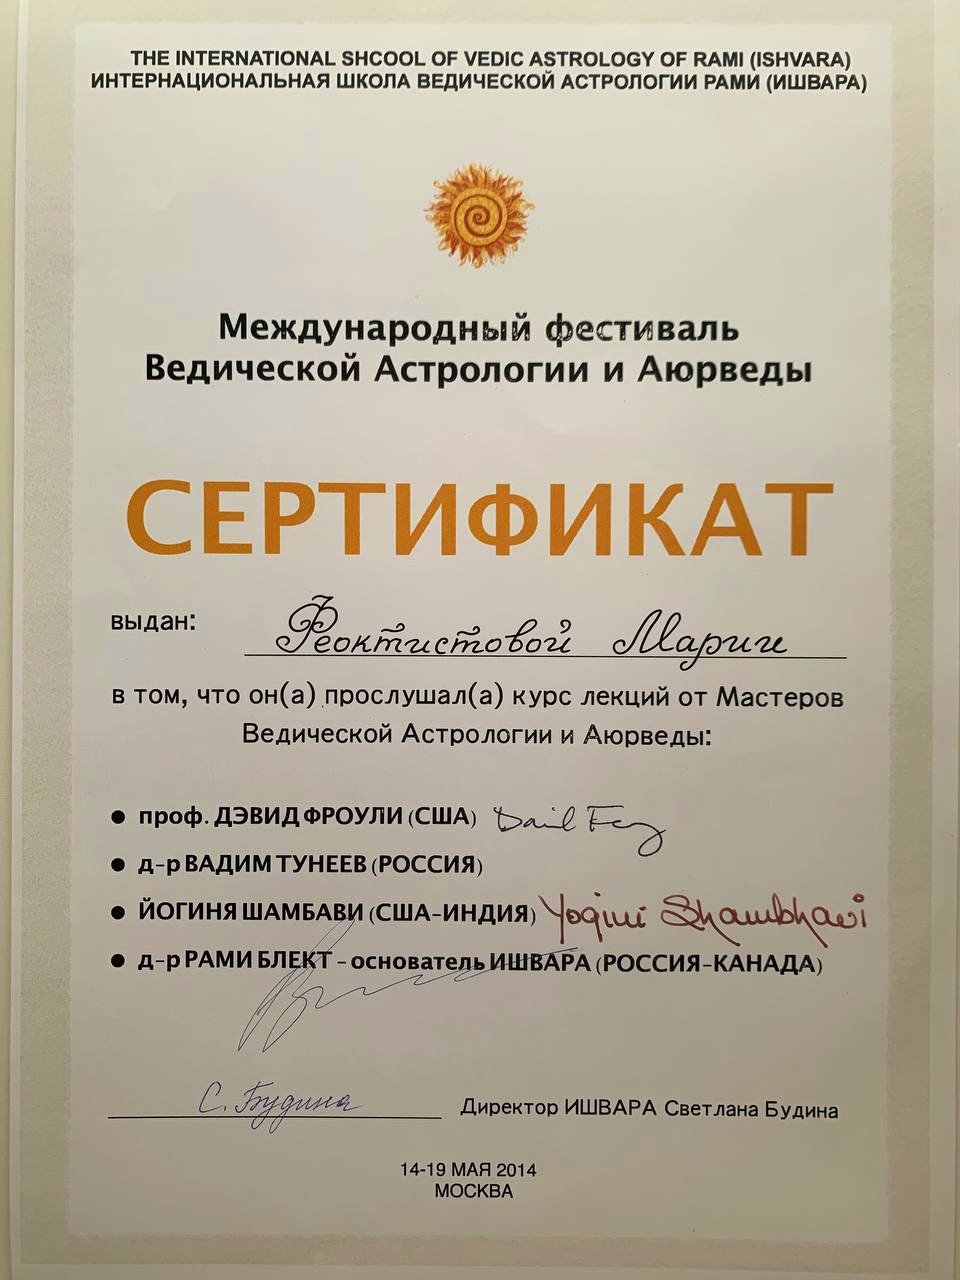 THE INTERNATIONAL SHCOOL OF VEDIC ASTROLOGY OF RAMI (ISHVARA)
ИНТЕРНАЦИОНАЛЬНАЯ ШКОЛА ВЕДИЧЕСКОЙ АСТРОЛОГИИ РАМИ (ИШВАРА)
Международный фестиваль
Ведической Астрологии и Аюрведы
СЕРТИФИКАТ
выдан: Феоктистовой Марии
в том, что он(а) прослушал(а) курс лекций от Мастеров
Ведической Астрологии и Аюрведы:
● проф. ДЭВИД ФРОУЛИ (США)
● д-р ВАДИМ ТУНЕЕВ (РОССИЯ)
● ЙОГИНЯ ШАМБАВИ (США-ИНДИЯ) Yogini Shambhavi
● д-р РАМИ БЛЕКТ - основатель ИШВАРА (РОССИЯ-КАНАДА)
С. Будина Директор ИШВАРА Светлана Будина
14-19 МАЯ 2014
МОСКВА